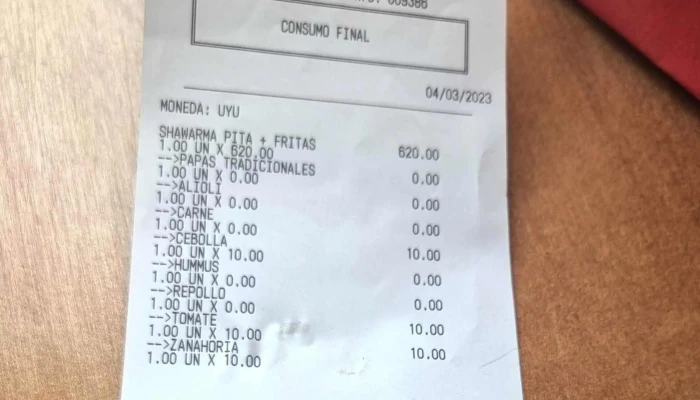 009386
CONSUMO FINAL
04/03/2023
MONEDA: UYU
SHAWARMA PITA + FRITAS
1.00 UN X 620.00 620.00
-->PAPAS TRADICIONALES
1.00 UN X 0.00 0.00
-->ALIOLI
1.00 UN X 0.00 0.00
-->CARNE
1.00 UN X 0.00 0.00
-->CEBOLLA
1.00 UN X 10.00 10.00
-->HUMMUS
1.00 UN X 0.00 0.00
-->REPOLLO
1.00 UN X 0.00 0.00
-->TOMATE
1.00 UN X 10.00 10.00
-->ZANAHORIA
1.00 UN X 10.00 10.00